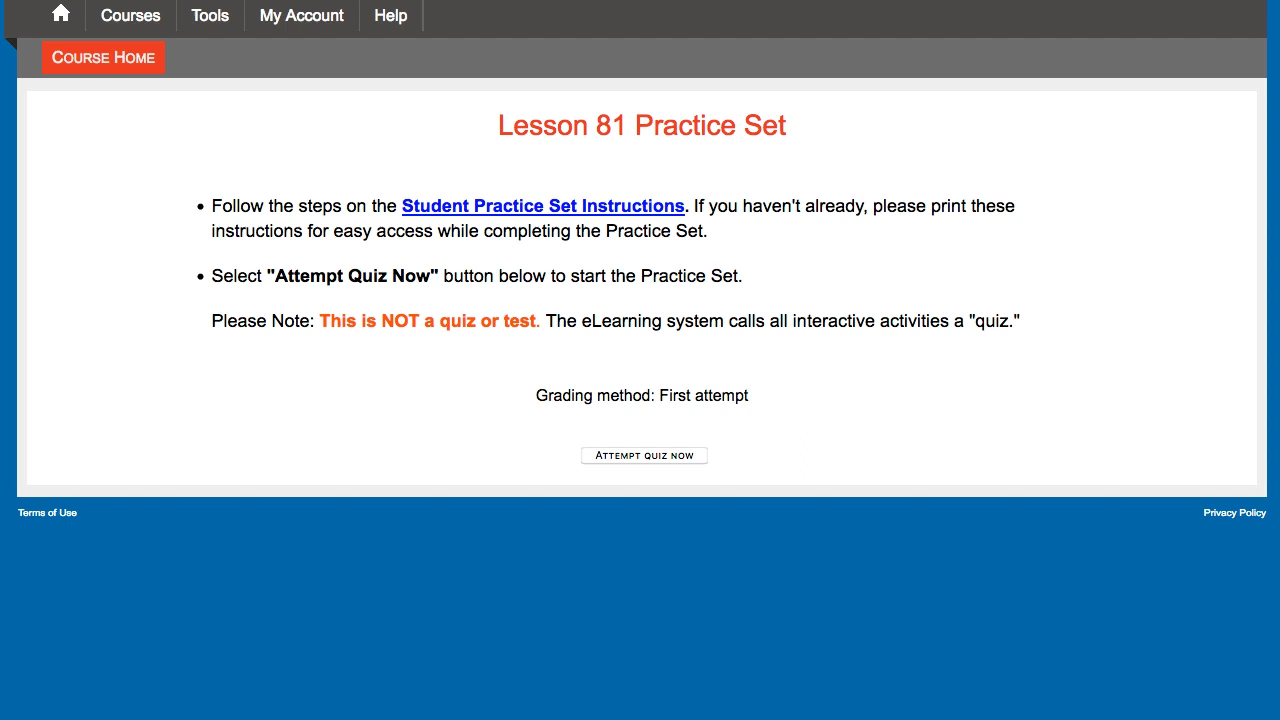 Courses Tools My Account Help
COURSE HOME
Lesson 81 Practice Set
• Follow the steps on the Student Practice Set Instructions. If you haven't already, please print these
instructions for easy access while completing the Practice Set.
• Select "Attempt Quiz Now" button below to start the Practice Set.
Please Note: This is NOT a quiz or test. The eLearning system calls all interactive activities a "quiz."
Grading method: First attempt
ATTEMPT QUIZ NOW
Terms of Use Privacy Policy